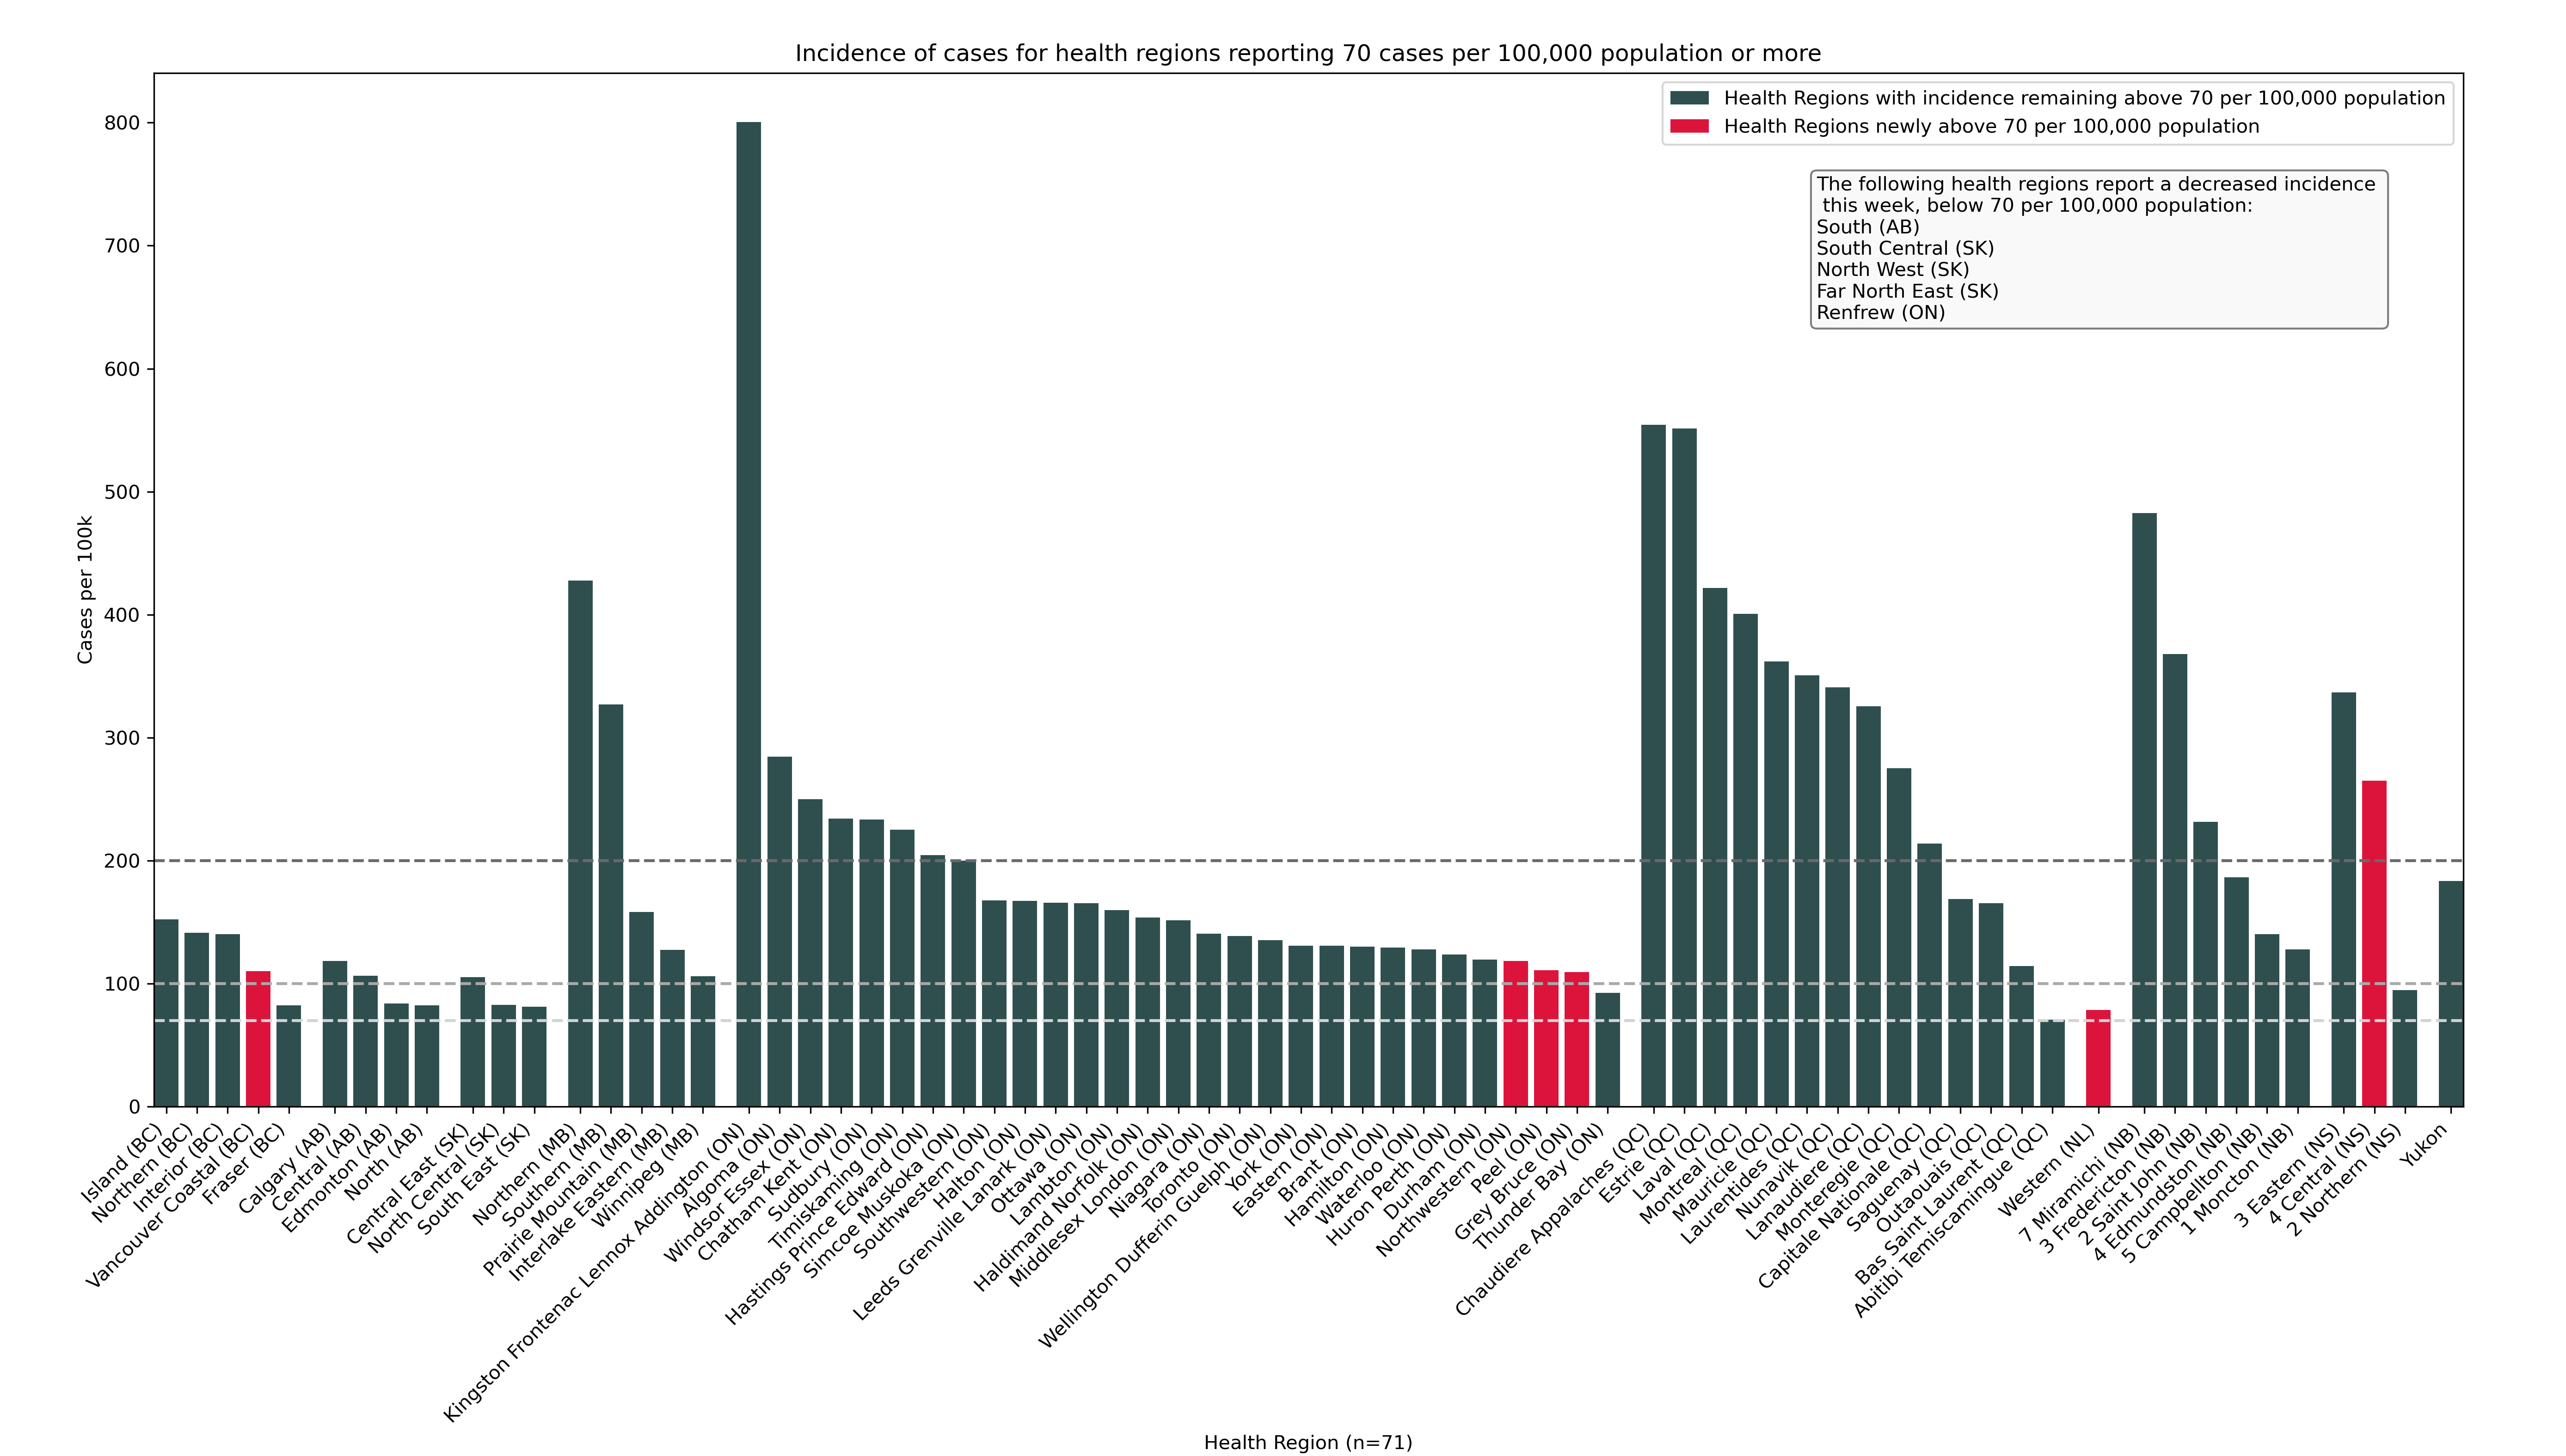 Incidence of cases for health regions reporting 70 cases per 100,000 population or more
Health Regions with incidence remaining above 70 per 100,000 population
Health Regions newly above 70 per 100,000 population
The following health regions report a decreased incidence
this week, below 70 per 100,000 population:
South (AB)
South Central (SK)
North West (SK)
Far North East (SK)
Renfrew (ON)
Cases per 100k
800
700
600
500
400
300
200
100
0
Island (BC)
Northern (BC)
Interior (BC)
Vancouver Coastal (BC)
Fraser (BC)
Calgary (AB)
Central (AB)
Edmonton (AB)
North (AB)
Central East (SK)
North Central (SK)
South East (SK)
Northern (MB)
Southern (MB)
Prairie Mountain (MB)
Interlake Eastern (MB)
Winnipeg (MB)
Kingston Frontenac Lennox Addington (ON)
Algoma (ON)
Windsor Essex (ON)
Chatham Kent (ON)
Sudbury (ON)
Timiskaming (ON)
Hastings Prince Edward (ON)
Simcoe Muskoka (ON)
Southwestern (ON)
Halton (ON)
Leeds Grenville Lanark (ON)
Ottawa (ON)
Lambton (ON)
Haldimand Norfolk (ON)
Middlesex London (ON)
Niagara (ON)
Toronto (ON)
Wellington Dufferin Guelph (ON)
York (ON)
Eastern (ON)
Brant (ON)
Hamilton (ON)
Waterloo (ON)
Huron Perth (ON)
Durham (ON)
Northwestern (ON)
Peel (ON)
Grey Bruce (ON)
Thunder Bay (ON)
Chaudiere Appalaches (QC)
Estrie (QC)
Laval (QC)
Montreal (QC)
Mauricie (QC)
Laurentides (QC)
Nunavik (QC)
Lanaudiere (QC)
Monteregie (QC)
Capitale Nationale (QC)
Saguenay (QC)
Outaouais (QC)
Bas Saint Laurent (QC)
Abitibi Temiscamingue (QC)
Western (NL)
7 Miramichi (NB)
3 Fredericton (NB)
2 Saint John (NB)
4 Edmundston (NB)
5 Campbellton (NB)
1 Moncton (NB)
3 Eastern (NS)
4 Central (NS)
2 Northern (NS)
Yukon
Health Region (n=71)